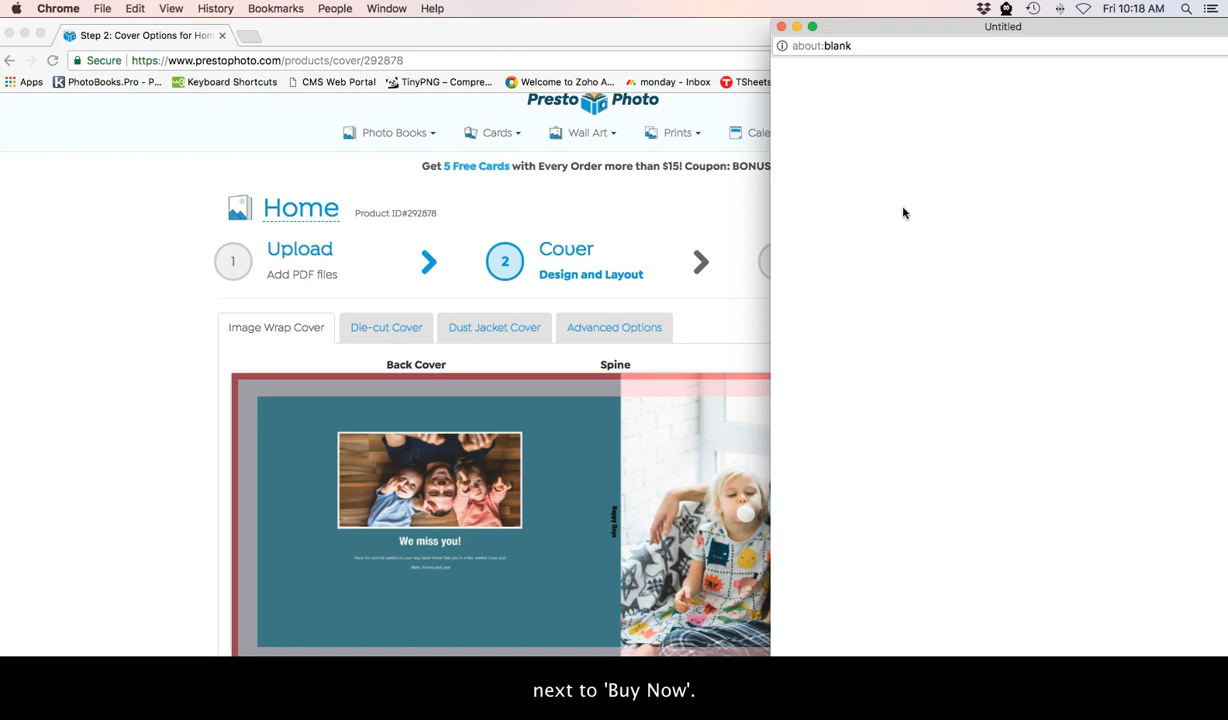 Chrome File Edit View History Bookmarks People Window Help Fri 10:18 AM
Untitled
Step 2: Cover Options for Hom
about:blank
Secure https://www.prestophoto.com/products/cover/292878
Apps PhotoBooks.Pro - P... Keyboard Shortcuts CMS Web Portal TinyPNG – Compre... Welcome to Zoho A... monday - Inbox TSheets
Presto Photo
Photo Books Cards Wall Art Prints Cale
Get 5 Free Cards with Every Order more than $15! Coupon: BONUS
Home Product ID#292878
1 Upload 2 Cover
Add PDF files Design and Layout
Image Wrap Cover Die-cut Cover Dust Jacket Cover Advanced Options
Back Cover Spine
Happy Days
We miss you!
next to 'Buy Now'.